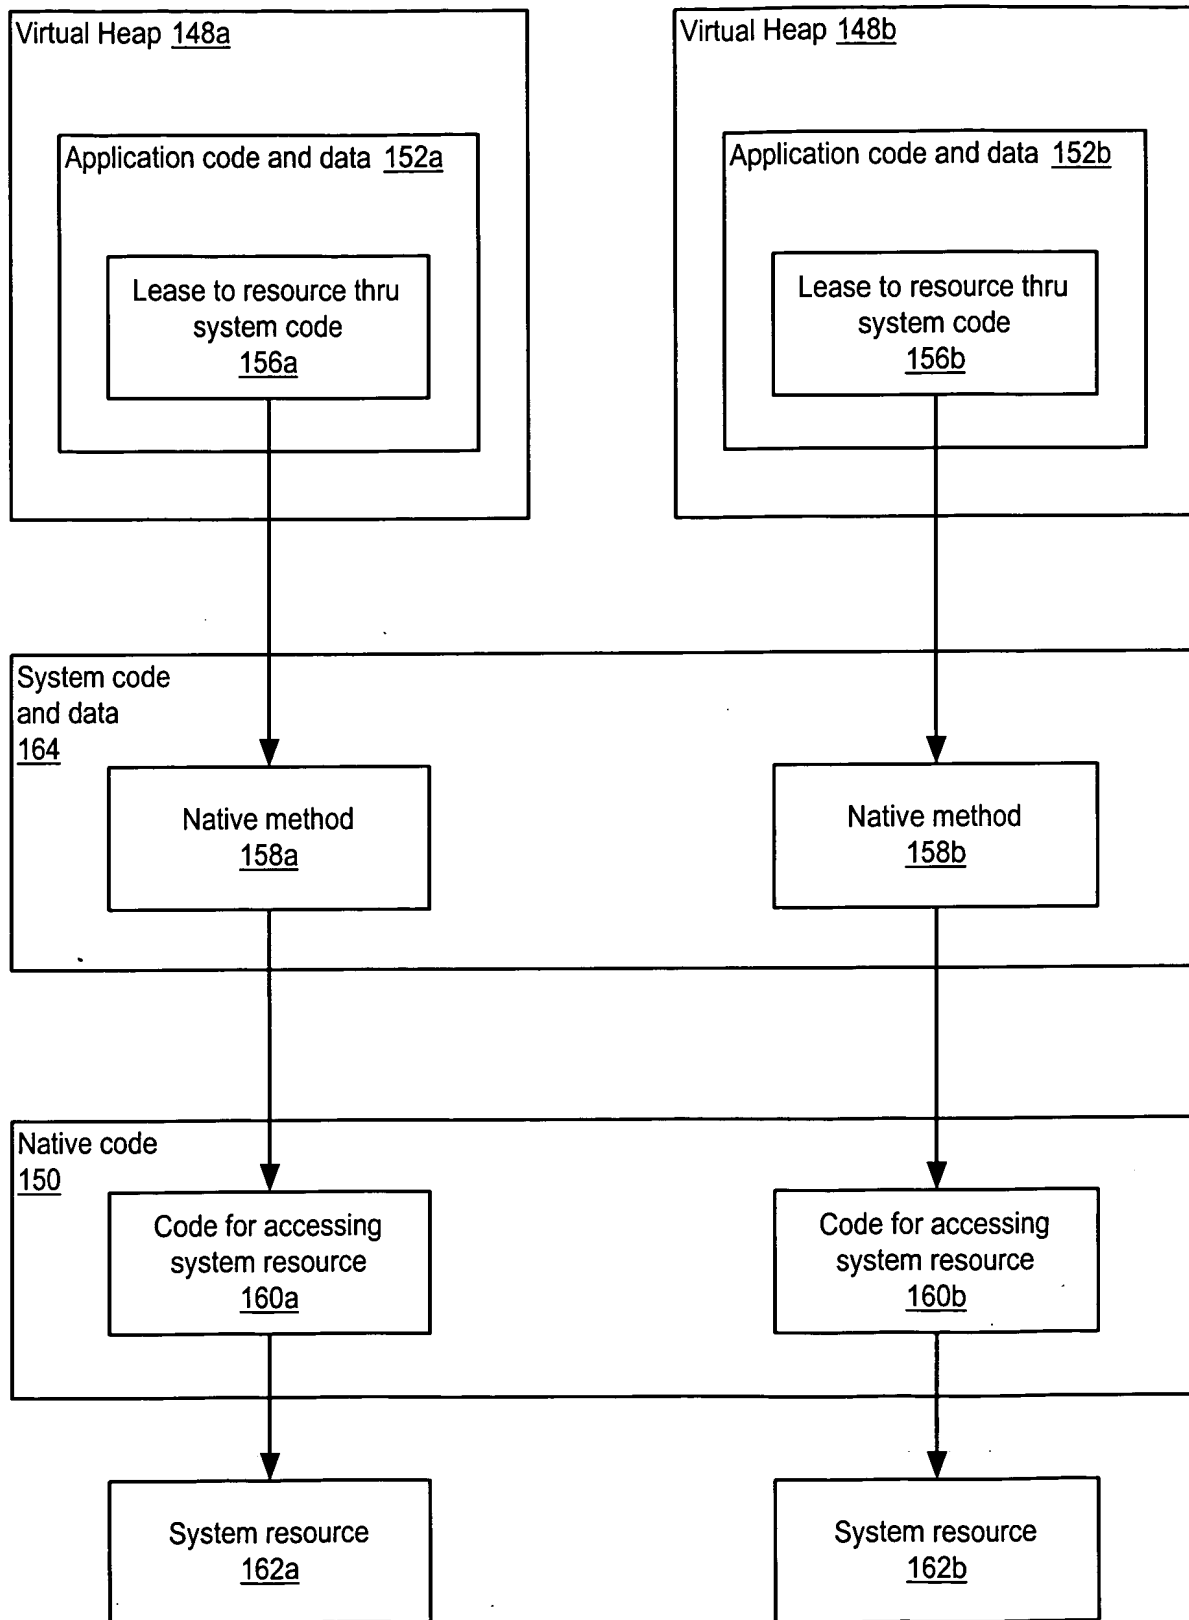 Virtual Heap 148a
Application code and data 152a
Lease to resource thru
system code
156a
Virtual Heap 148b
Application code and data 152b
Lease to resource thru
system code
156b
System code
and data
164
Native method
158a
Native method
158b
Native code
150
Code for accessing
system resource
160a
Code for accessing
system resource
160b
System resource
162a
System resource
162b